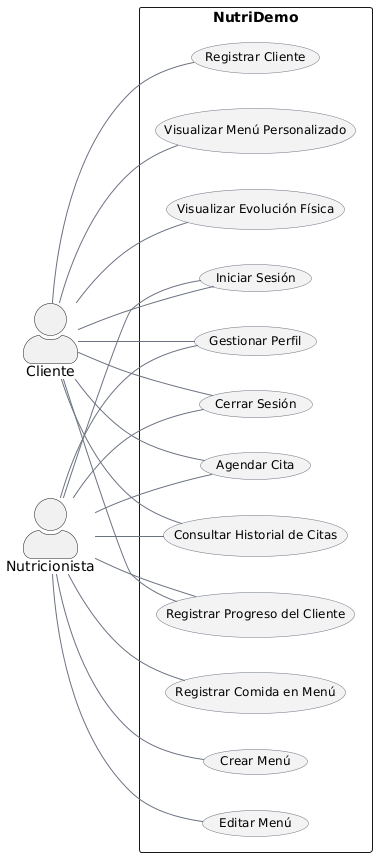 NutriDemo
Registrar Cliente
Visualizar Menú Personalizado
Visualizar Evolución Física
Iniciar Sesión
Gestionar Perfil
Cliente
Cerrar Sesión
Agendar Cita
Consultar Historial de Citas
Nutricionista
Registrar Progreso del Cliente
Registrar Comida en Menú
Crear Menú
Editar Menú